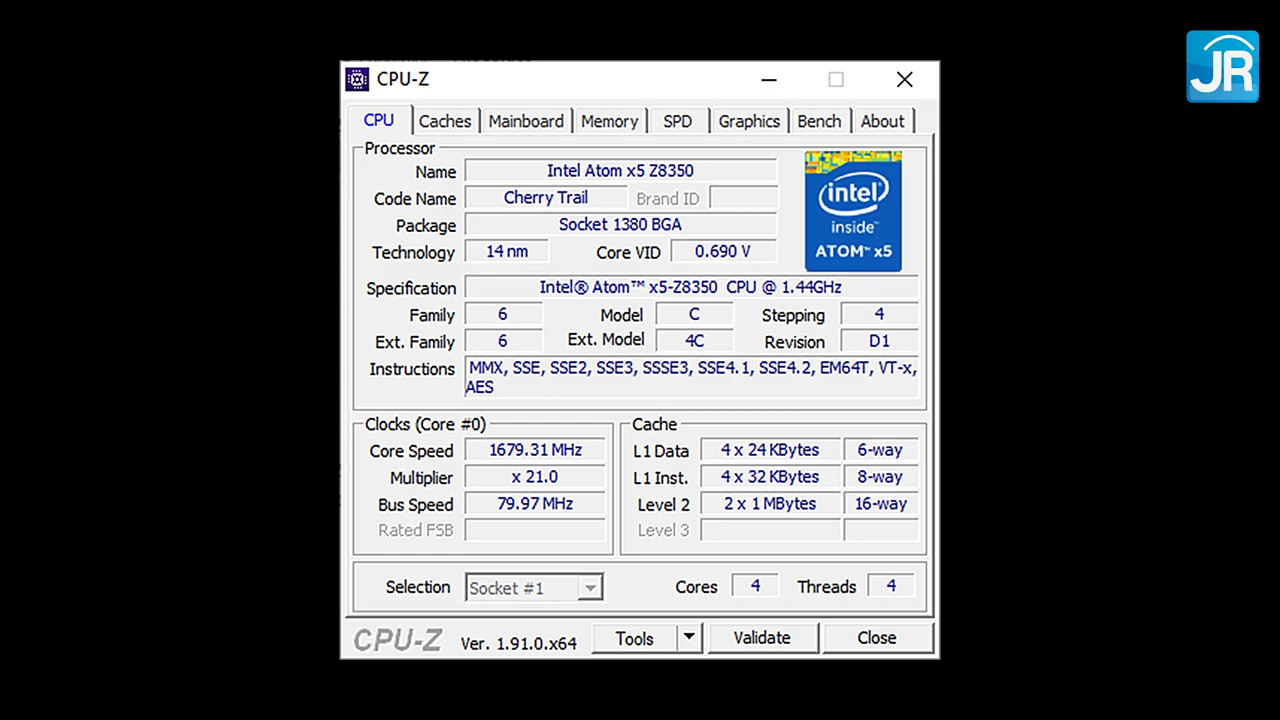 JR
CPU-Z
CPU Caches Mainboard Memory SPD Graphics Bench About
Processor
Name Intel Atom x5 Z8350
Code Name Cherry Trail Brand ID
Package Socket 1380 BGA
Technology 14 nm Core VID 0.690 V
intel
inside™
ATOM™ x5
Specification Intel® Atom™ x5-Z8350 CPU @ 1.44GHz
Family 6 Model C Stepping 4
Ext. Family 6 Ext. Model 4C Revision D1
Instructions MMX, SSE, SSE2, SSE3, SSSE3, SSE4.1, SSE4.2, EM64T, VT-x,
AES
Clocks (Core #0)
Core Speed 1679.31 MHz
Multiplier x 21.0
Bus Speed 79.97 MHz
Rated FSB
Cache
L1 Data 4 x 24 KBytes 6-way
L1 Inst. 4 x 32 KBytes 8-way
Level 2 2 x 1 MBytes 16-way
Level 3
Selection Socket #1 Cores 4 Threads 4
CPU-Z Ver. 1.91.0.x64 Tools Validate Close